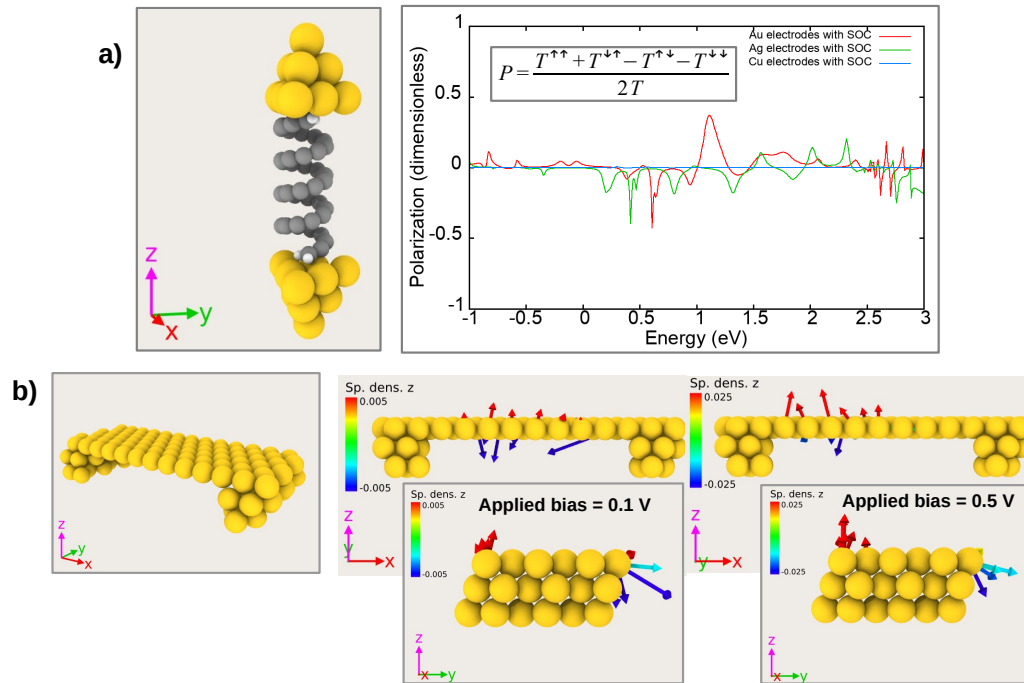 a)
z
y
x
Polarization (dimensionless)
1
0.5
0
-0.5
-1
P = T↑↑ + T↓↑ − T↑↓ − T↓↓ / 2T
Au electrodes with SOC
Ag electrodes with SOC
Cu electrodes with SOC
-1 -0.5 0 0.5 1 1.5 2 2.5 3
Energy (eV)
b)
z
y
x
Sp. dens. z
0.005
-0.005
z
y
x
Sp. dens. z
0.025
-0.025
z
y
x
Sp. dens. z
0.005
-0.005
Applied bias = 0.1 V
z
x
y
Sp. dens. z
0.025
-0.025
Applied bias = 0.5 V
z
x
y